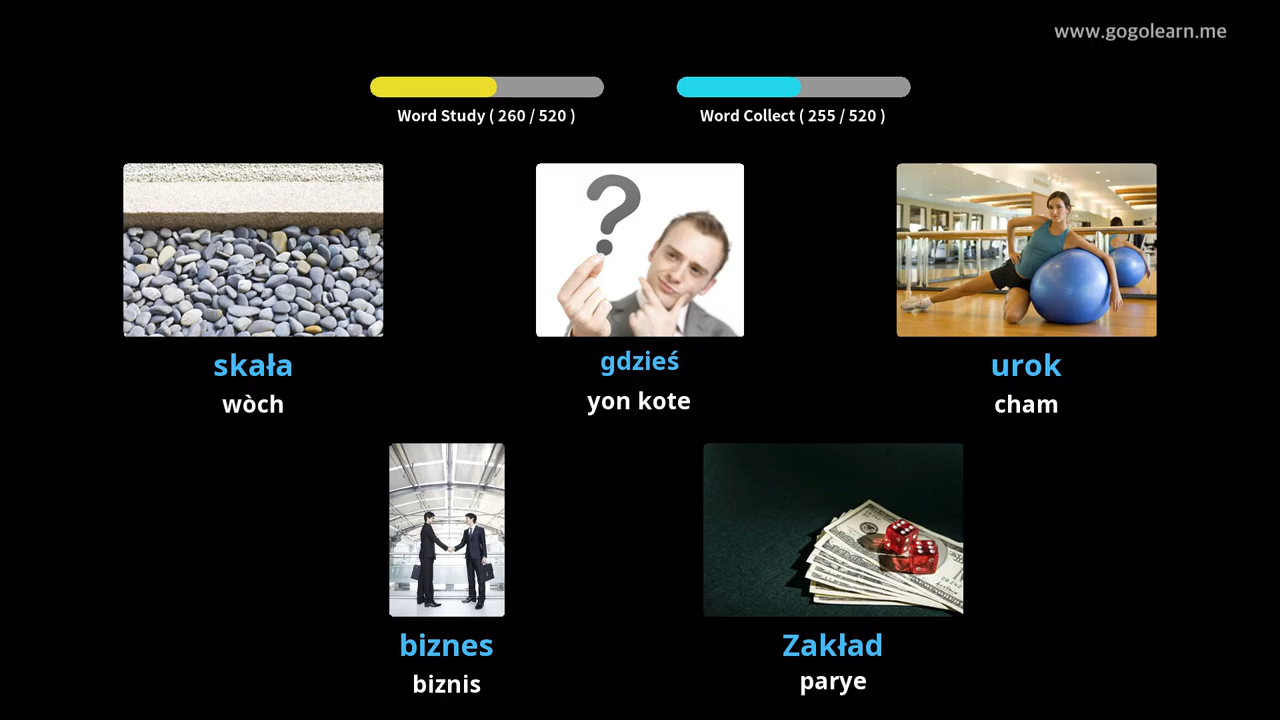 www.gogolearn.me
Word Study ( 260 / 520 )
Word Collect ( 255 / 520 )
skała
wòch
gdzieś
yon kote
urok
cham
biznes
biznis
Zakład
parye